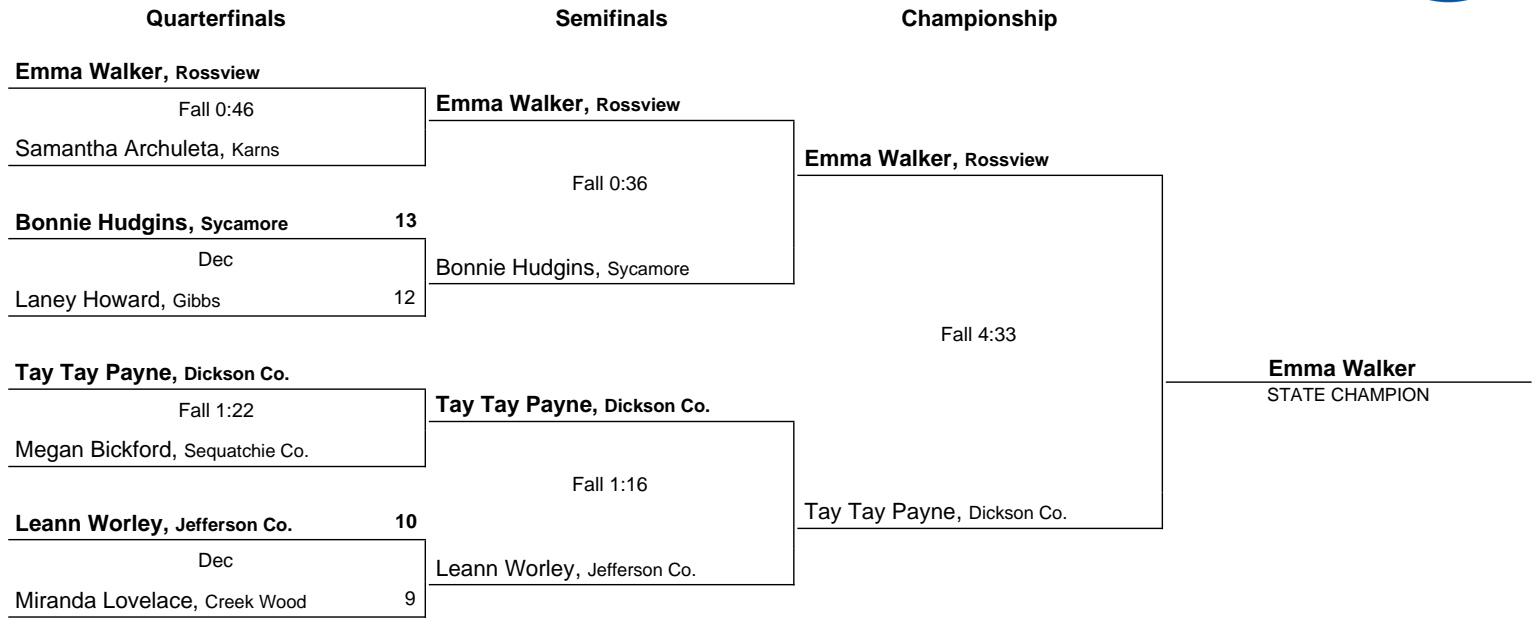 Quarterfinals Semifinals Championship
Emma Walker, Rossview
Fall 0:46
Samantha Archuleta, Karns
Bonnie Hudgins, Sycamore 13
Dec
Laney Howard, Gibbs 12
Tay Tay Payne, Dickson Co.
Fall 1:22
Megan Bickford, Sequatchie Co.
Leann Worley, Jefferson Co. 10
Dec
Miranda Lovelace, Creek Wood 9
Emma Walker, Rossview
Fall 0:36
Bonnie Hudgins, Sycamore
Tay Tay Payne, Dickson Co.
Fall 1:16
Leann Worley, Jefferson Co.
Emma Walker, Rossview
Fall 4:33
Tay Tay Payne, Dickson Co.
Emma Walker
STATE CHAMPION